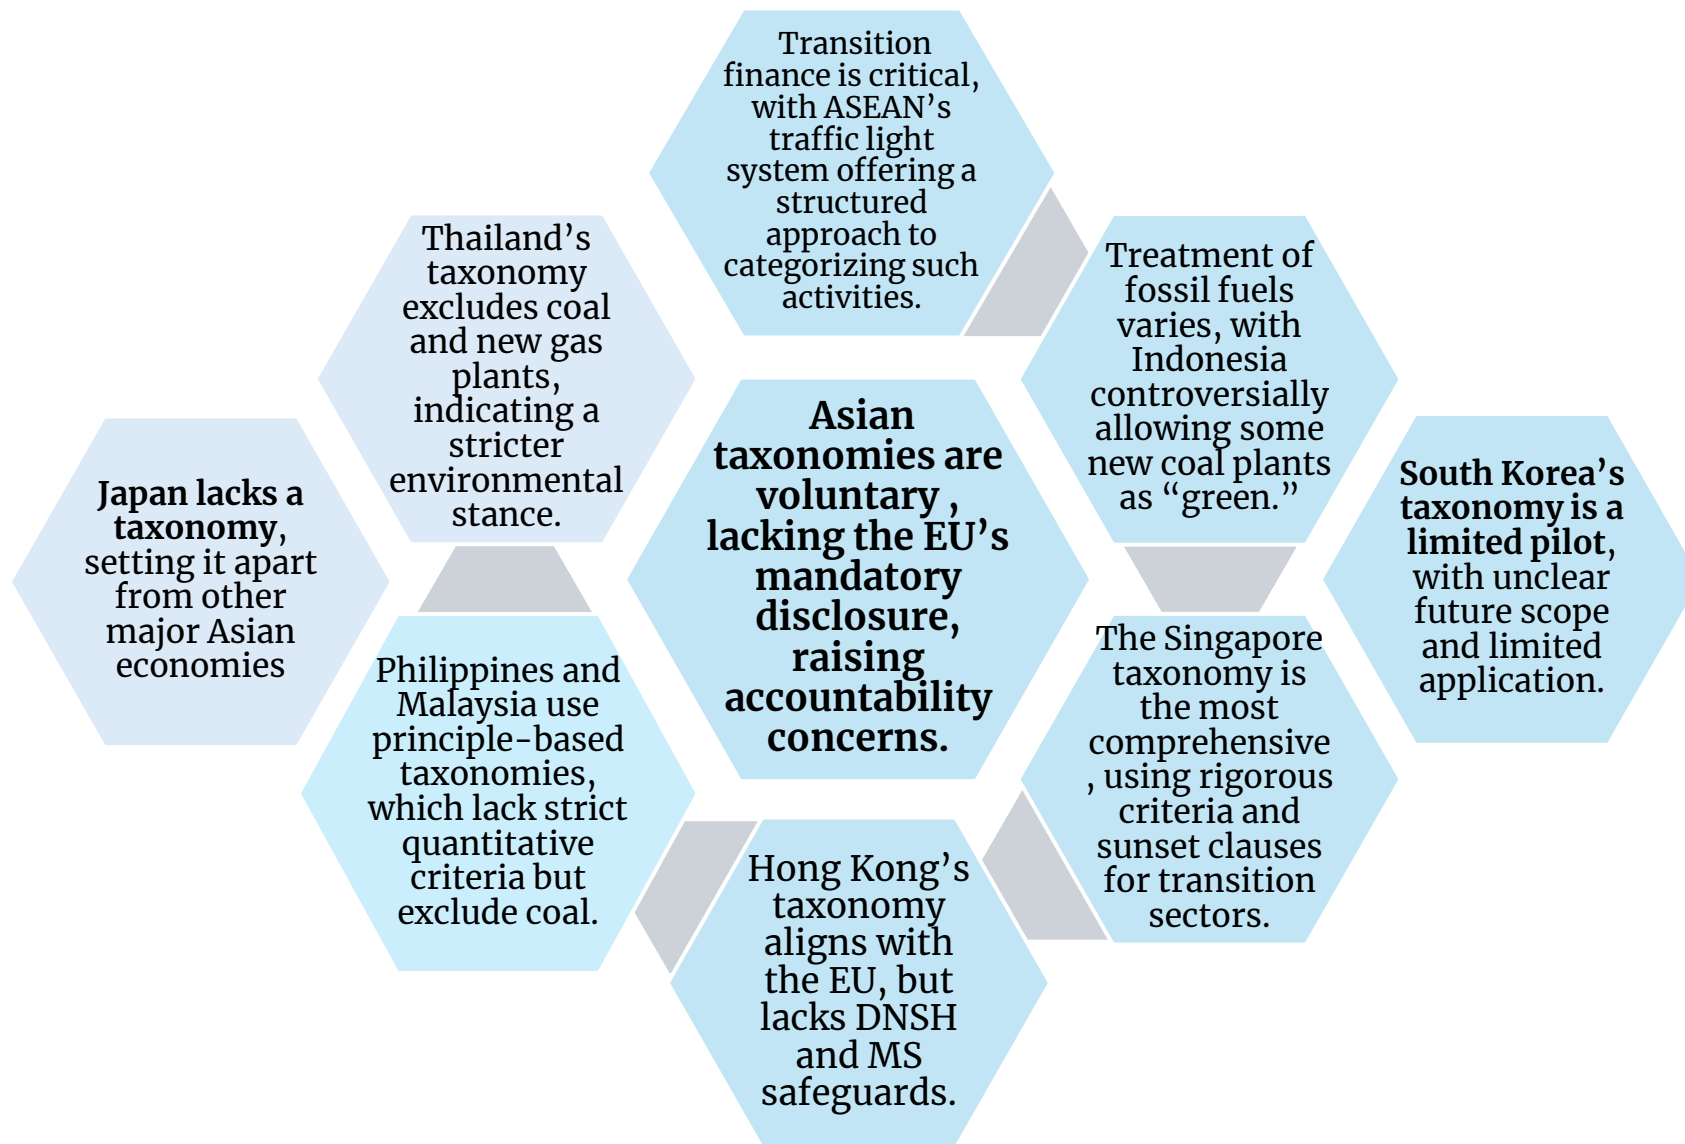 Transition
finance is critical,
with ASEAN’s
traffic light
system offering a
structured
approach to
categorizing such
activities.
Thailand’s
taxonomy
excludes coal
and new gas
plants,
indicating a
stricter
environmental
stance.
Treatment of
fossil fuels
varies, with
Indonesia
controversially
allowing some
new coal plants
as “green.”
Japan lacks a
taxonomy,
setting it apart
from other
major Asian
economies
Asian
taxonomies are
voluntary ,
lacking the EU’s
mandatory
disclosure,
raising
accountability
concerns.
South Korea’s
taxonomy is a
limited pilot,
with unclear
future scope
and limited
application.
Philippines and
Malaysia use
principle-based
taxonomies,
which lack strict
quantitative
criteria but
exclude coal.
The Singapore
taxonomy is
the most
comprehensive
, using rigorous
criteria and
sunset clauses
for transition
sectors.
Hong Kong’s
taxonomy
aligns with
the EU, but
lacks DNSH
and MS
safeguards.